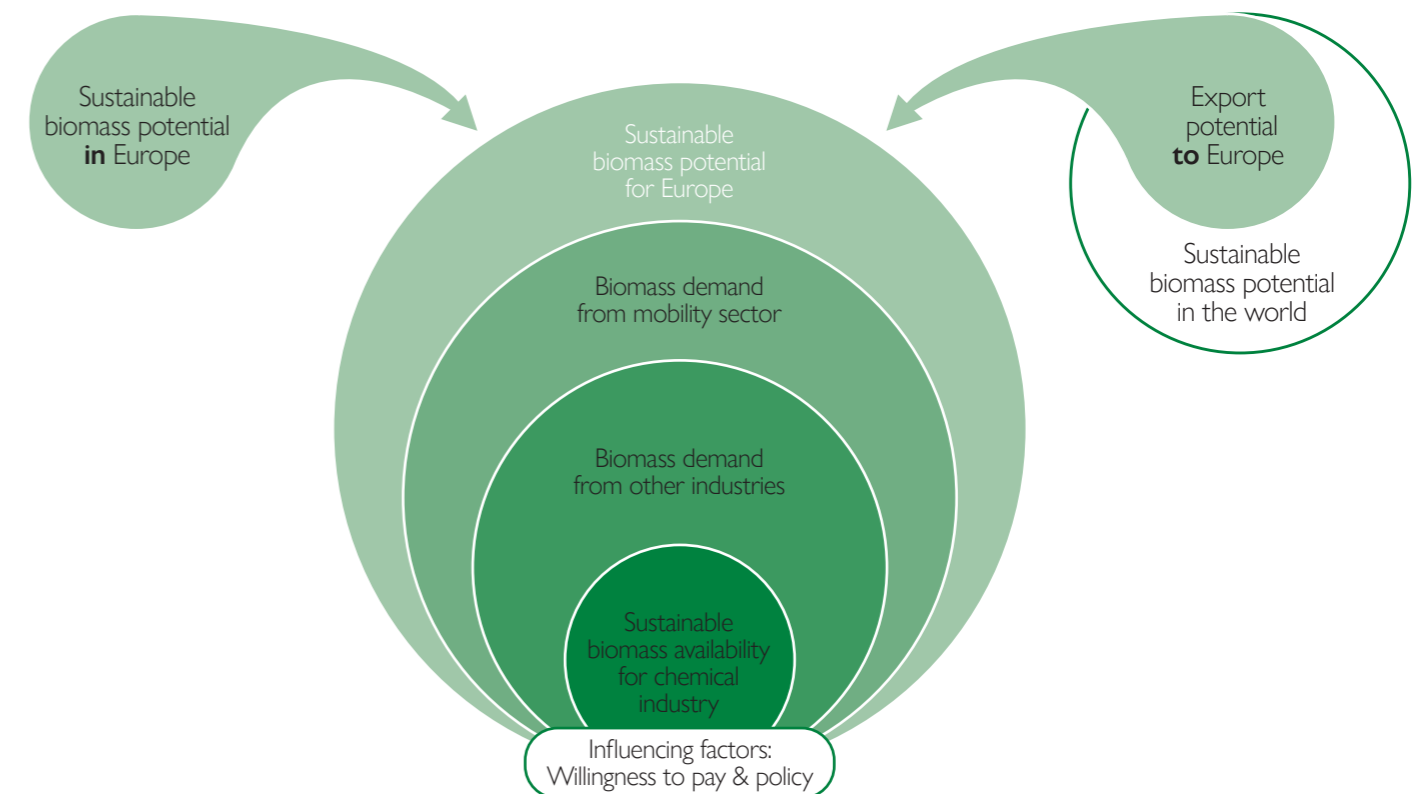 Sustainable
biomass potential
in Europe
Sustainable
biomass potential
for Europe
Export
potential
to Europe
Sustainable
biomass potential
in the world
Biomass demand
from mobility sector
Biomass demand
from other industries
Sustainable
biomass availability
for chemical
industry
Influencing factors:
Willingness to pay & policy